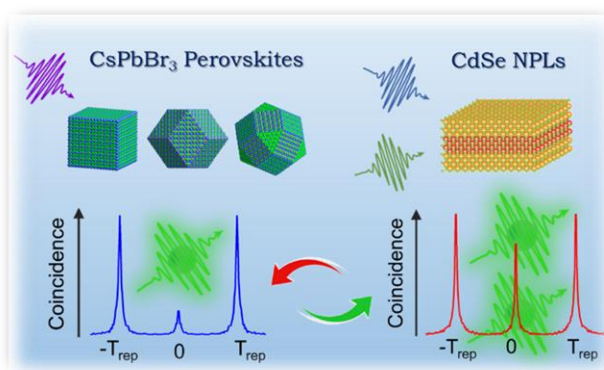 CsPbBr₃ Perovskites
CdSe NPLs
Coincidence
-Tᵣₑₚ 0 Tᵣₑₚ
Coincidence
-Tᵣₑₚ 0 Tᵣₑₚ